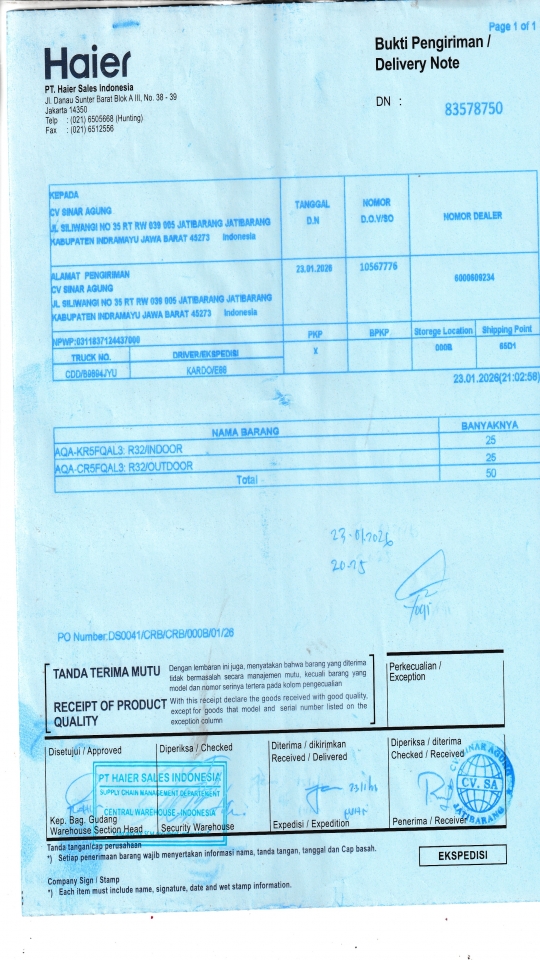 Page 1 of 1
Haier
Bukti Pengiriman /
Delivery Note
PT. Haier Sales Indonesia
Jl. Danau Sunter Barat Blok A III, No. 38 - 39
Jakarta 14350
Telp : (021) 6505668 (Hunting)
Fax : (021) 6512556
DN : 83578750
KEPADA
CV SINAR AGUNG
JL SILIWANGI NO 35 RT RW 039 005 JATIBARANG JATIBARANG
KABUPATEN INDRAMAYU JAWA BARAT 45273 Indonesia
TANGGAL
D.N
NOMOR
D.O.V/SO
NOMOR DEALER
ALAMAT PENGIRIMAN
CV SINAR AGUNG
JL SILIWANGI NO 35 RT RW 039 005 JATIBARANG JATIBARANG
KABUPATEN INDRAMAYU JAWA BARAT 45273 Indonesia
23.01.2026
10567776
6000609234
NPWP:0311837124437000
PKP
BPKP
Storege Location
Shipping Point
TRUCK NO.
DRIVER/EKSPEDISI
X
000B
65D1
CDD/B9894JYU
KARDO/E86
23.01.2026(21:02:56)
NAMA BARANG
BANYAKNYA
AQA-KR5FQAL3: R32/INDOOR
25
AQA-CR5FQAL3: R32/OUTDOOR
25
Total
50
23-01/2026
20.15
Yogi
PO Number:DS0041/CRB/CRB/000B/01/26
TANDA TERIMA MUTU
Dengan lembaran ini juga, menyatakan bahwa barang yang diterima
tidak bermasalah secara manajemen mutu, kecuali barang yang
model dan nomor serinya tertera pada kolom pengecualian
RECEIPT OF PRODUCT
QUALITY
With this receipt declare the goods received with good quality,
except for goods that model and serial number listed on the
exception column
Perkecualian /
Exception
Disetujui / Approved
Diperiksa / Checked
Diterima / dikirimkan
Received / Delivered
Diperiksa / diterima
Checked / Received
PT HAIER SALES INDONESIA
SUPPLY CHAIN MANAGEMENT DEPARTEMENT
CENTRAL WAREHOUSE - INDONESIA
CV SINAR AGUNG
CV. SA
JATIBARANG
Kep. Bag. Gudang
Warehouse Section Head
Security Warehouse
Expedisi / Expedition
Penerima / Receiver
Tanda tangan/cap perusahaan
*) Setiap penerimaan barang wajib menyertakan informasi nama, tanda tangan, tanggal dan Cap basah.
EKSPEDISI
Company Sign / Stamp
*) Each item must include name, signature, date and wet stamp information.